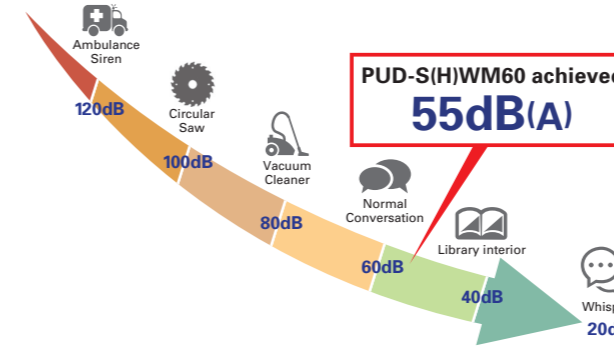 Ambulance
Siren
120dB
Circular
Saw
100dB
Vacuum
Cleaner
80dB
Normal
Conversation
60dB
PUD-S(H)WM60 achieved
55dB(A)
Library interior
40dB